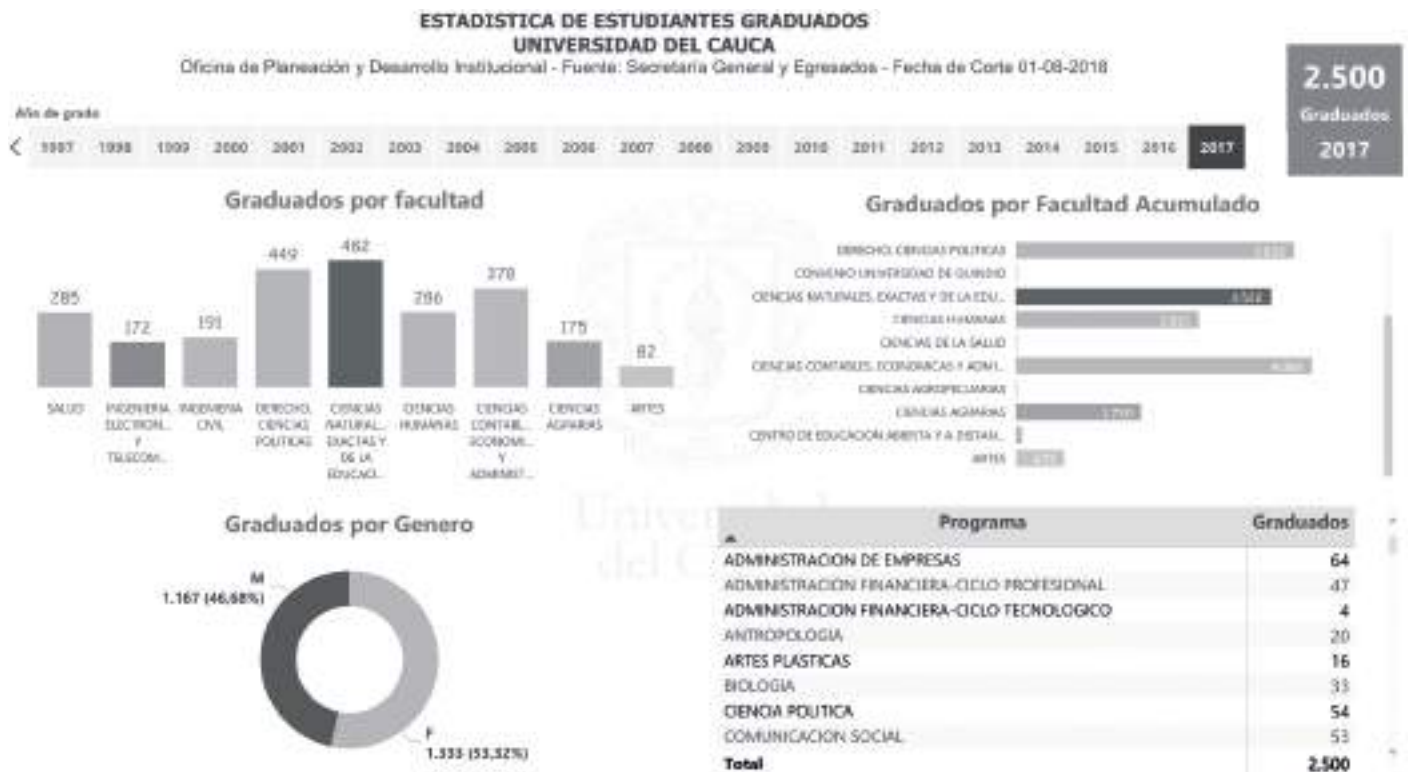 ESTADISTICA DE ESTUDIANTES GRADUADOS
UNIVERSIDAD DEL CAUCA
Oficina de Planeación y Desarrollo Institucional - Fuente: Secretaría General y Egresados - Fecha de Corte 01-08-2018
2.500
Graduados
2017
Año de grado
1997 1998 1999 2000 2001 2002 2003 2004 2005 2006 2007 2008 2009 2010 2011 2012 2013 2014 2015 2016 2017
Graduados por facultad
285 172 191 449 482 286 378 175 82
SALUD
INGENIERIA ELECTRON... Y TELECOM...
INGENIERIA CIVIL
DERECHO, CIENCIAS POLITICAS
CIENCIAS NATURAL... EXACTAS Y DE LA EDUCACI...
CIENCIAS HUMANAS
CIENCIAS CONTABL... ECONOMI... Y ADMINIST...
CIENCIAS AGRARIAS
ARTES
Graduados por Facultad Acumulado
DERECHO, CIENCIAS POLITICAS
CONVENIO UNIVERSIDAD DE QUINDIO
CIENCIAS NATURALES, EXACTAS Y DE LA EDU...
CIENCIAS HUMANAS
CIENCIAS DE LA SALUD
CIENCIAS CONTABLES, ECONOMICAS Y ADMI...
CIENCIAS AGROPECUARIAS
CIENCIAS AGRARIAS
CENTRO DE EDUCACION ABIERTA Y A DISTAN...
ARTES
Graduados por Genero
M
1.167 (46,68%)
F
1.333 (53,32%)
Universidad
del
Programa Graduados
ADMINISTRACION DE EMPRESAS 64
ADMINISTRACION FINANCIERA-CICLO PROFESIONAL 47
ADMINISTRACION FINANCIERA-CICLO TECNOLOGICO 4
ANTROPOLOGIA 20
ARTES PLASTICAS 16
BIOLOGIA 33
CIENCIA POLITICA 54
COMUNICACION SOCIAL 53
Total 2.500